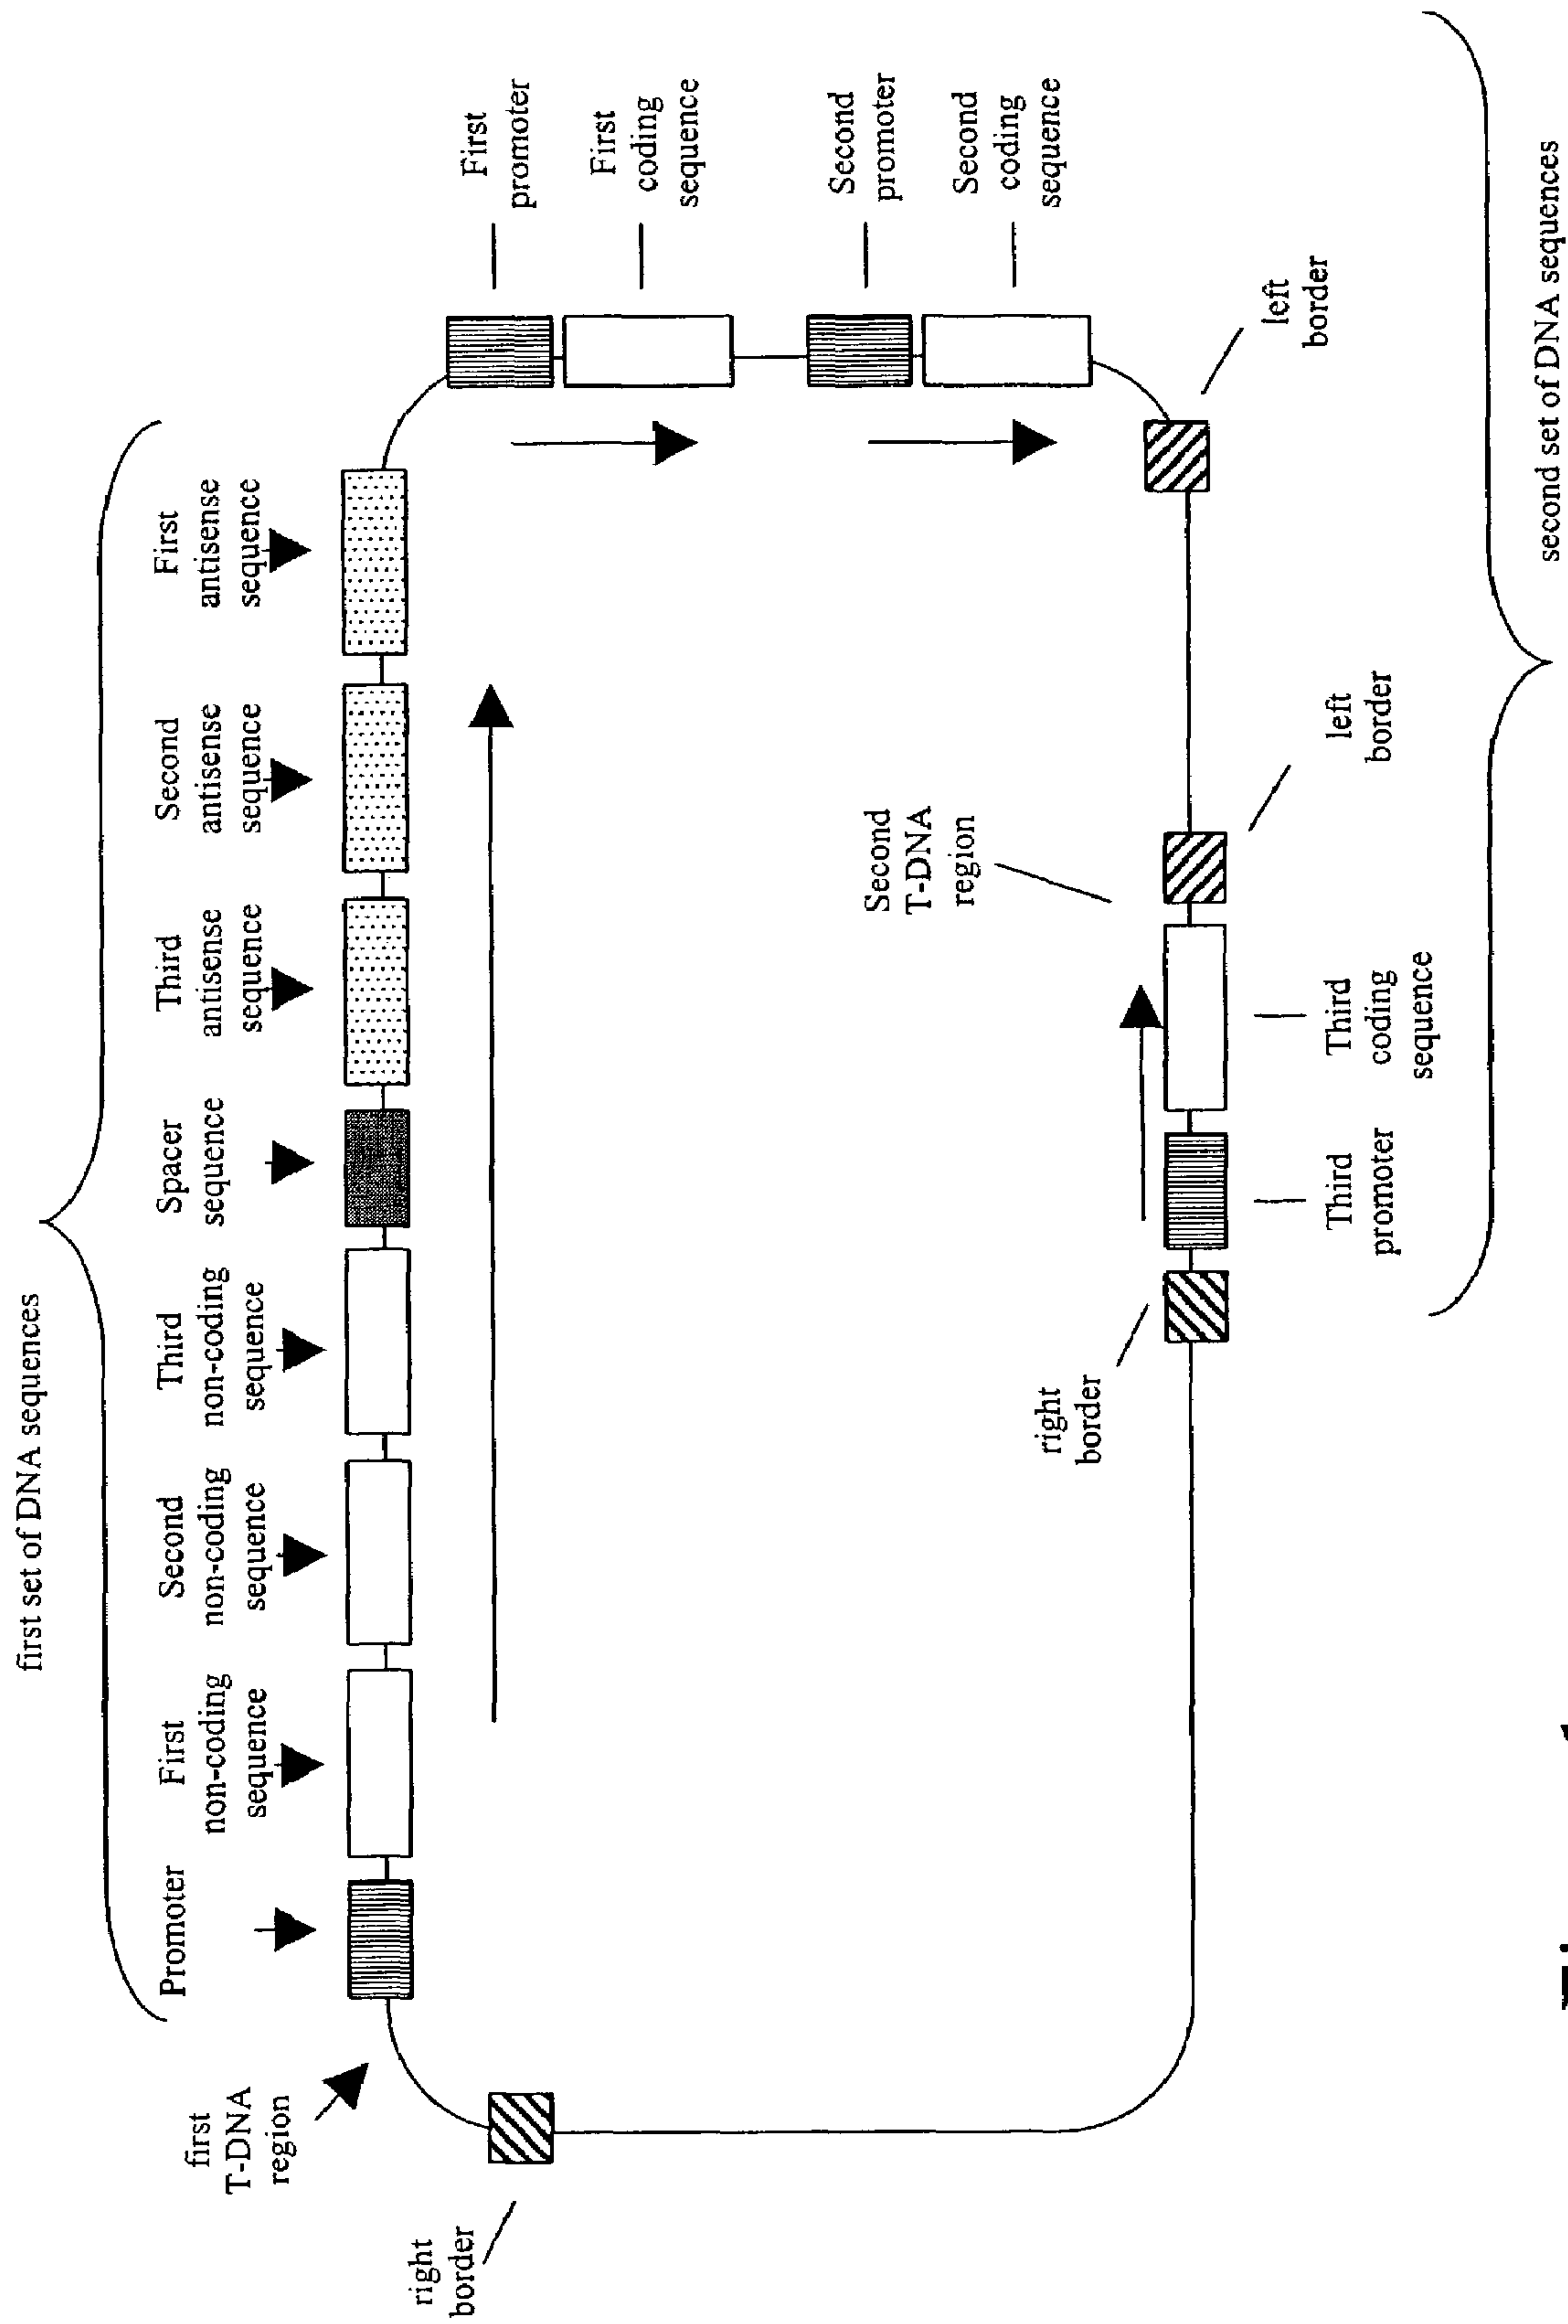 first set of DNA sequences
Promoter
First
non-coding
sequence
Second
non-coding
sequence
Third
non-coding
sequence
Spacer
sequence
Third
antisense
sequence
Second
antisense
sequence
First
antisense
sequence
first
T-DNA
region
right
border
First
promoter
First
coding
sequence
Second
promoter
Second
coding
sequence
left
border
Second
T-DNA
region
left
border
right
border
Third
promoter
Third
coding
sequence
second set of DNA sequences